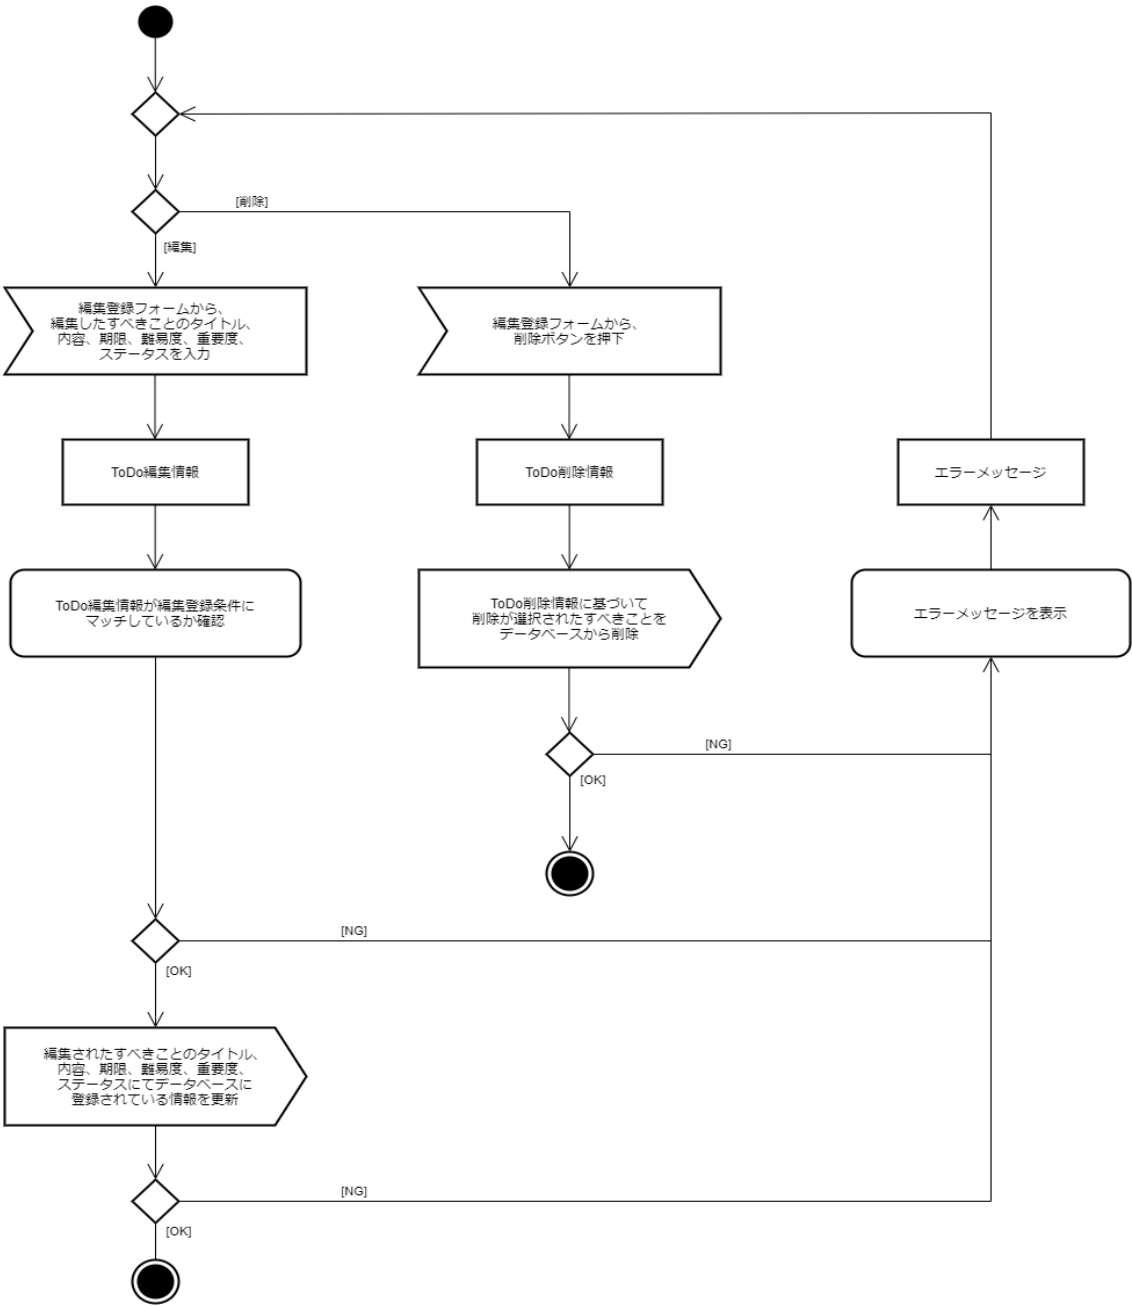 [削除]
[編集]
編集登録フォームから、
編集したすべきことのタイトル、
内容、期限、難易度、重要度、
ステータスを入力
編集登録フォームから、
削除ボタンを押下
ToDo編集情報
ToDo削除情報
エラーメッセージ
ToDo編集情報が編集登録条件に
マッチしているか確認
ToDo削除情報に基づいて
削除が選択されたすべきことを
データベースから削除
エラーメッセージを表示
[NG]
[OK]
[NG]
[OK]
編集されたすべきことのタイトル、
内容、期限、難易度、重要度、
ステータスにてデータベースに
登録されている情報を更新
[NG]
[OK]